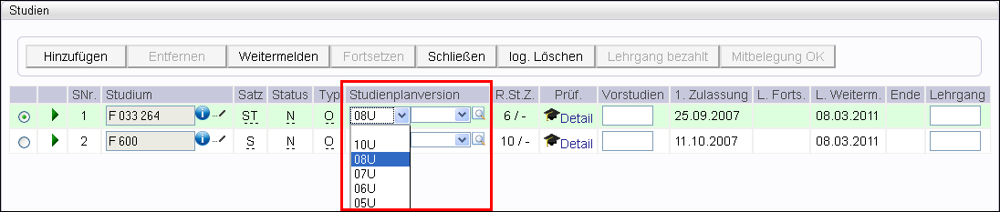 Studien
Hinzufügen Entfernen Weitermelden Fortsetzen Schließen log. Löschen Lehrgang bezahlt Mitbelegung OK
SNr. Studium Satz Status Typ Studienplanversion R.St.Z. Prüf. Vorstudien 1. Zulassung L. Forts. L. Weiterm. Ende Lehrgang
1 F 033 264 i ... ST N O 08U 6 / - Detail 25.09.2007 08.03.2011
2 F 600 i ... S N O 10 / - Detail 11.10.2007 08.03.2011
10U
08U
07U
06U
05U